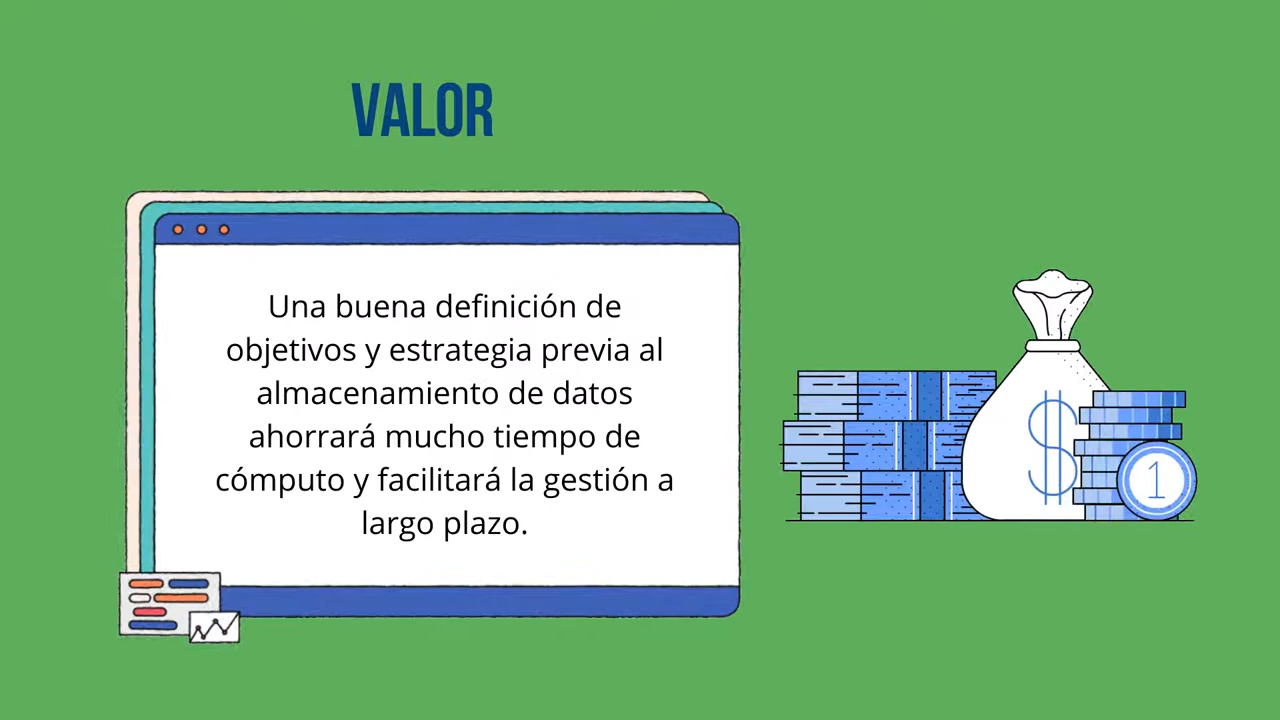 VALOR
Una buena definición de
objetivos y estrategia previa al
almacenamiento de datos
ahorrará mucho tiempo de
cómputo y facilitará la gestión a
largo plazo.
$
1